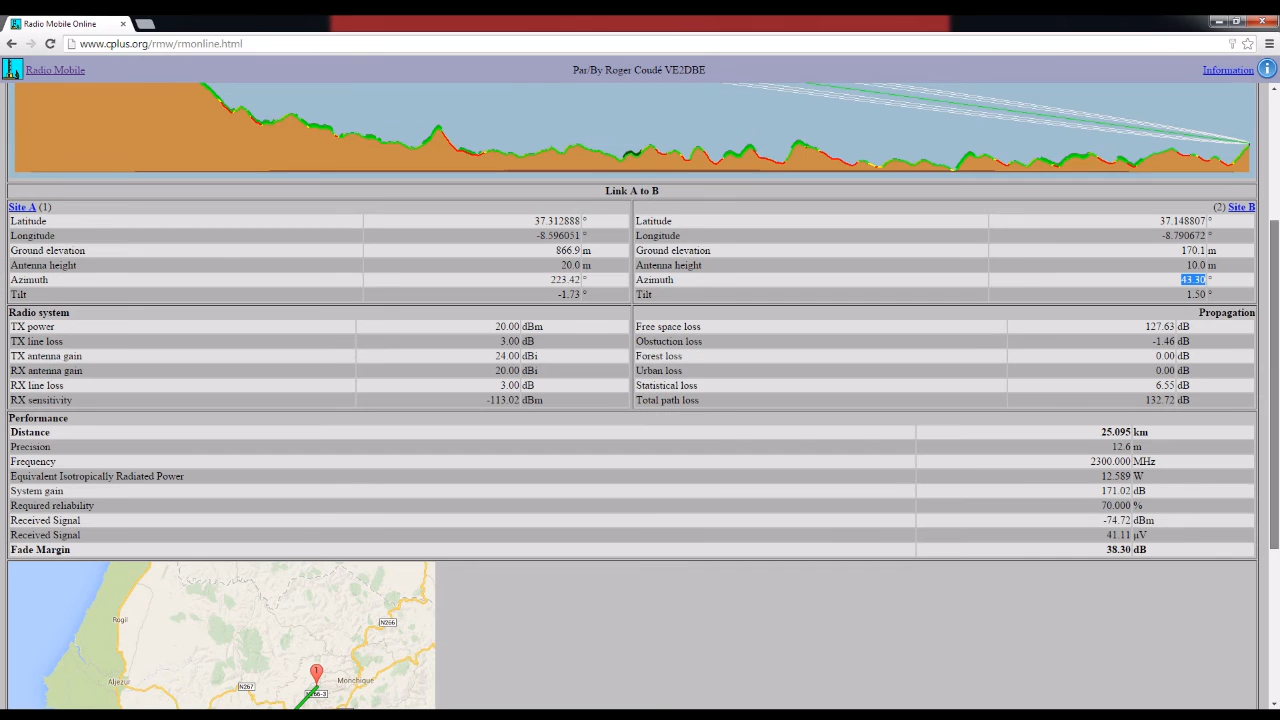 Radio Mobile Online
www.cplus.org/rmw/rmonline.html
Radio Mobile Par/By Roger Coudé VE2DBE Information
Link A to B
Site A (1) (2) Site B
Latitude 37.312888 ° Latitude 37.148807 °
Longitude -8.596051 ° Longitude -8.790672 °
Ground elevation 866.9 m Ground elevation 170.1 m
Antenna height 20.0 m Antenna height 10.0 m
Azimuth 223.42 ° Azimuth 43.30 °
Tilt -1.73 ° Tilt 1.50 °
Radio system Propagation
TX power 20.00 dBm Free space loss 127.63 dB
TX line loss 3.00 dB Obstuction loss -1.46 dB
TX antenna gain 24.00 dBi Forest loss 0.00 dB
RX antenna gain 20.00 dBi Urban loss 0.00 dB
RX line loss 3.00 dB Statistical loss 6.55 dB
RX sensitivity -113.02 dBm Total path loss 132.72 dB
Performance
Distance 25.095 km
Precision 12.6 m
Frequency 2300.000 MHz
Equivalent Isotropically Radiated Power 12.589 W
System gain 171.02 dB
Required reliability 70.000 %
Received Signal -74.72 dBm
Received Signal 41.11 µV
Fade Margin 38.30 dB
Rogil
N266
1
Aljezur
N267
Monchique
N266-3